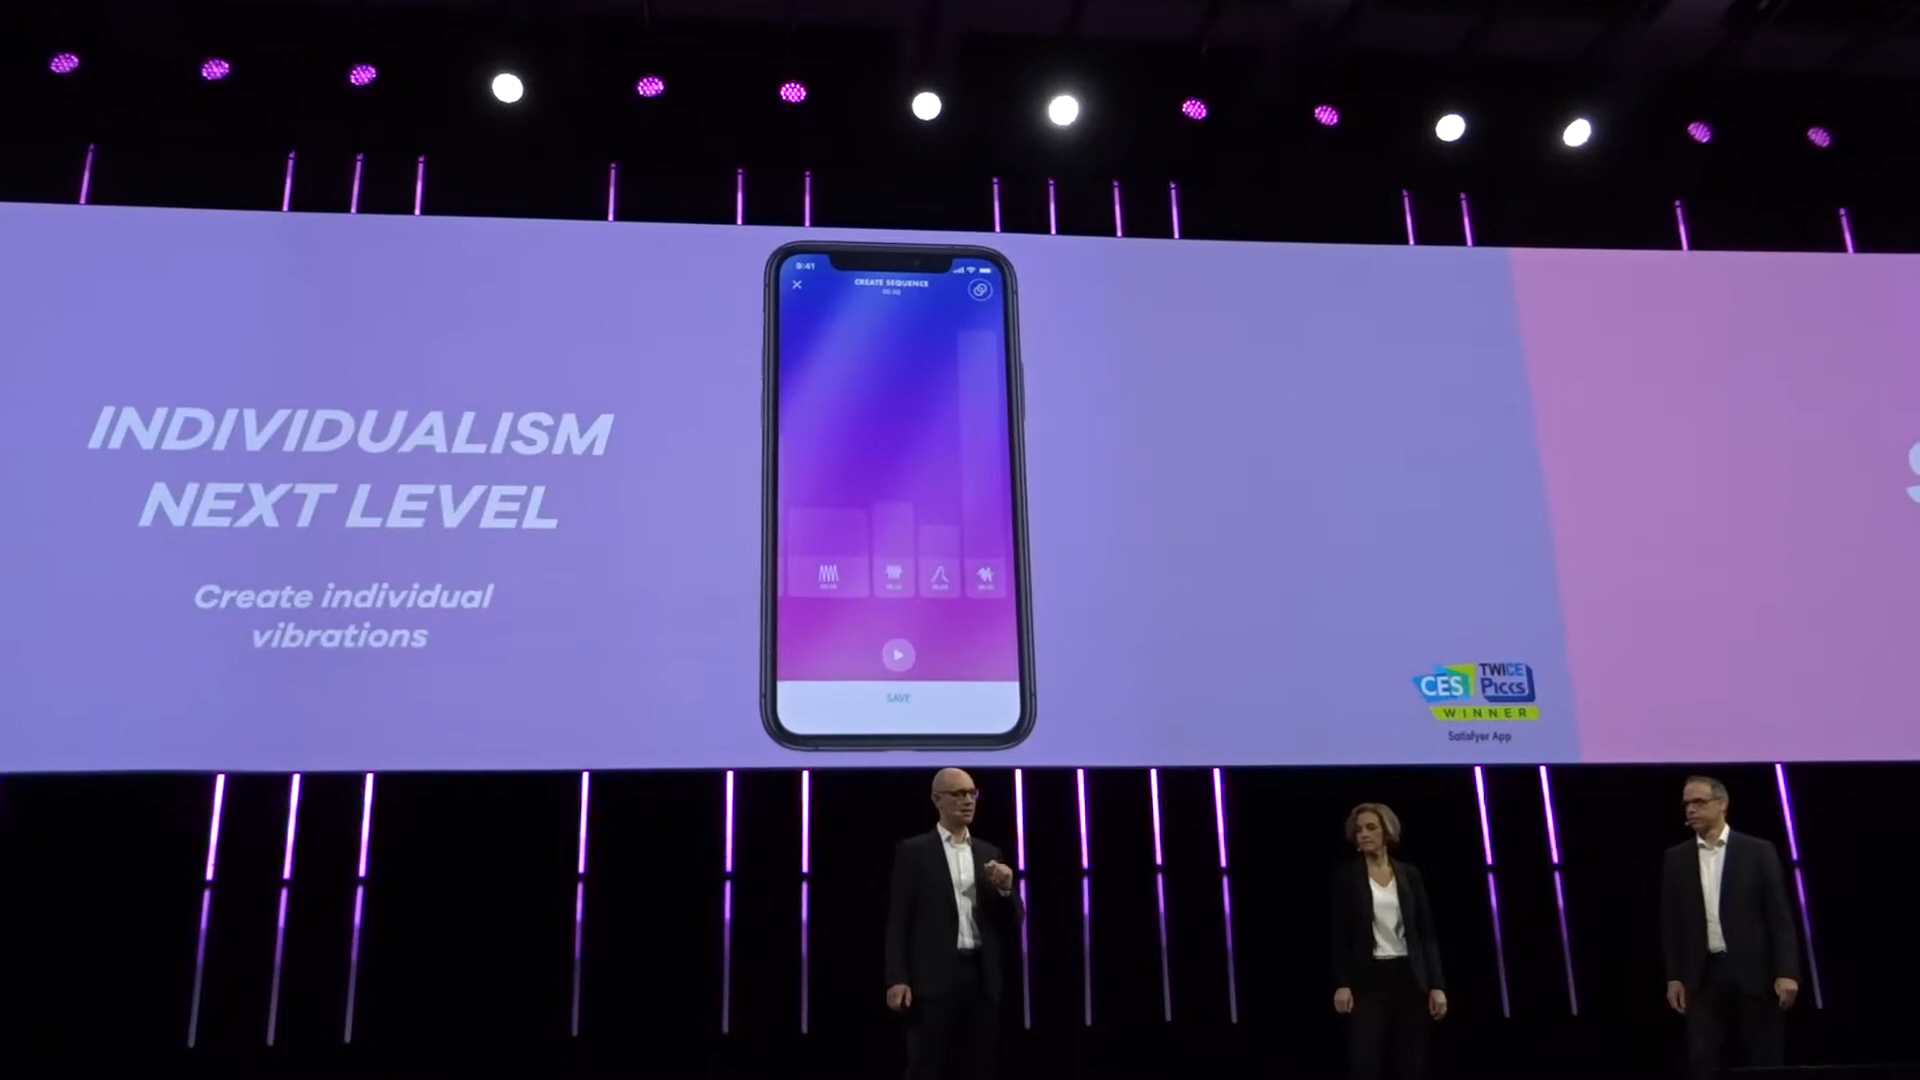 INDIVIDUALISM
NEXT LEVEL
Create individual
vibrations
9:41
CREATE SEQUENCE
SAVE
CES TWICE
Picks
WINNER
Satisfyer App
S